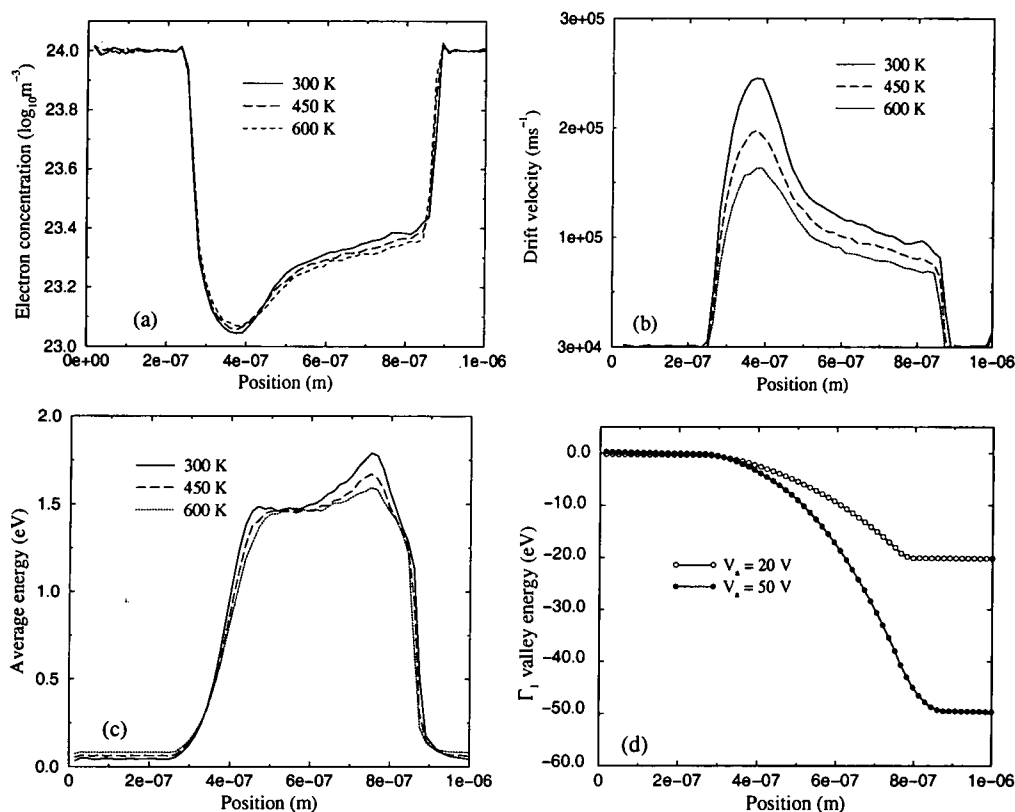 24.0
23.8
23.6
23.4
23.2
23.0
Electron concentration (log₁₀m⁻³)
300 K
450 K
600 K
(a)
0e+00 2e-07 4e-07 6e-07 8e-07 1e-06
Position (m)
3e+05
2e+05
1e+05
3e+04
Drift velocity (ms⁻¹)
300 K
450 K
600 K
(b)
0 2e-07 4e-07 6e-07 8e-07 1e-06
Position (m)
2.0
1.5
1.0
0.5
0.0
Average energy (eV)
300 K
450 K
600 K
(c)
0 2e-07 4e-07 6e-07 8e-07 1e-06
Position (m)
0.0
-10.0
-20.0
-30.0
-40.0
-50.0
-60.0
Γ₁ valley energy (eV)
Vₐ = 20 V
Vₐ = 50 V
(d)
0 2e-07 4e-07 6e-07 8e-07 1e-06
Position (m)